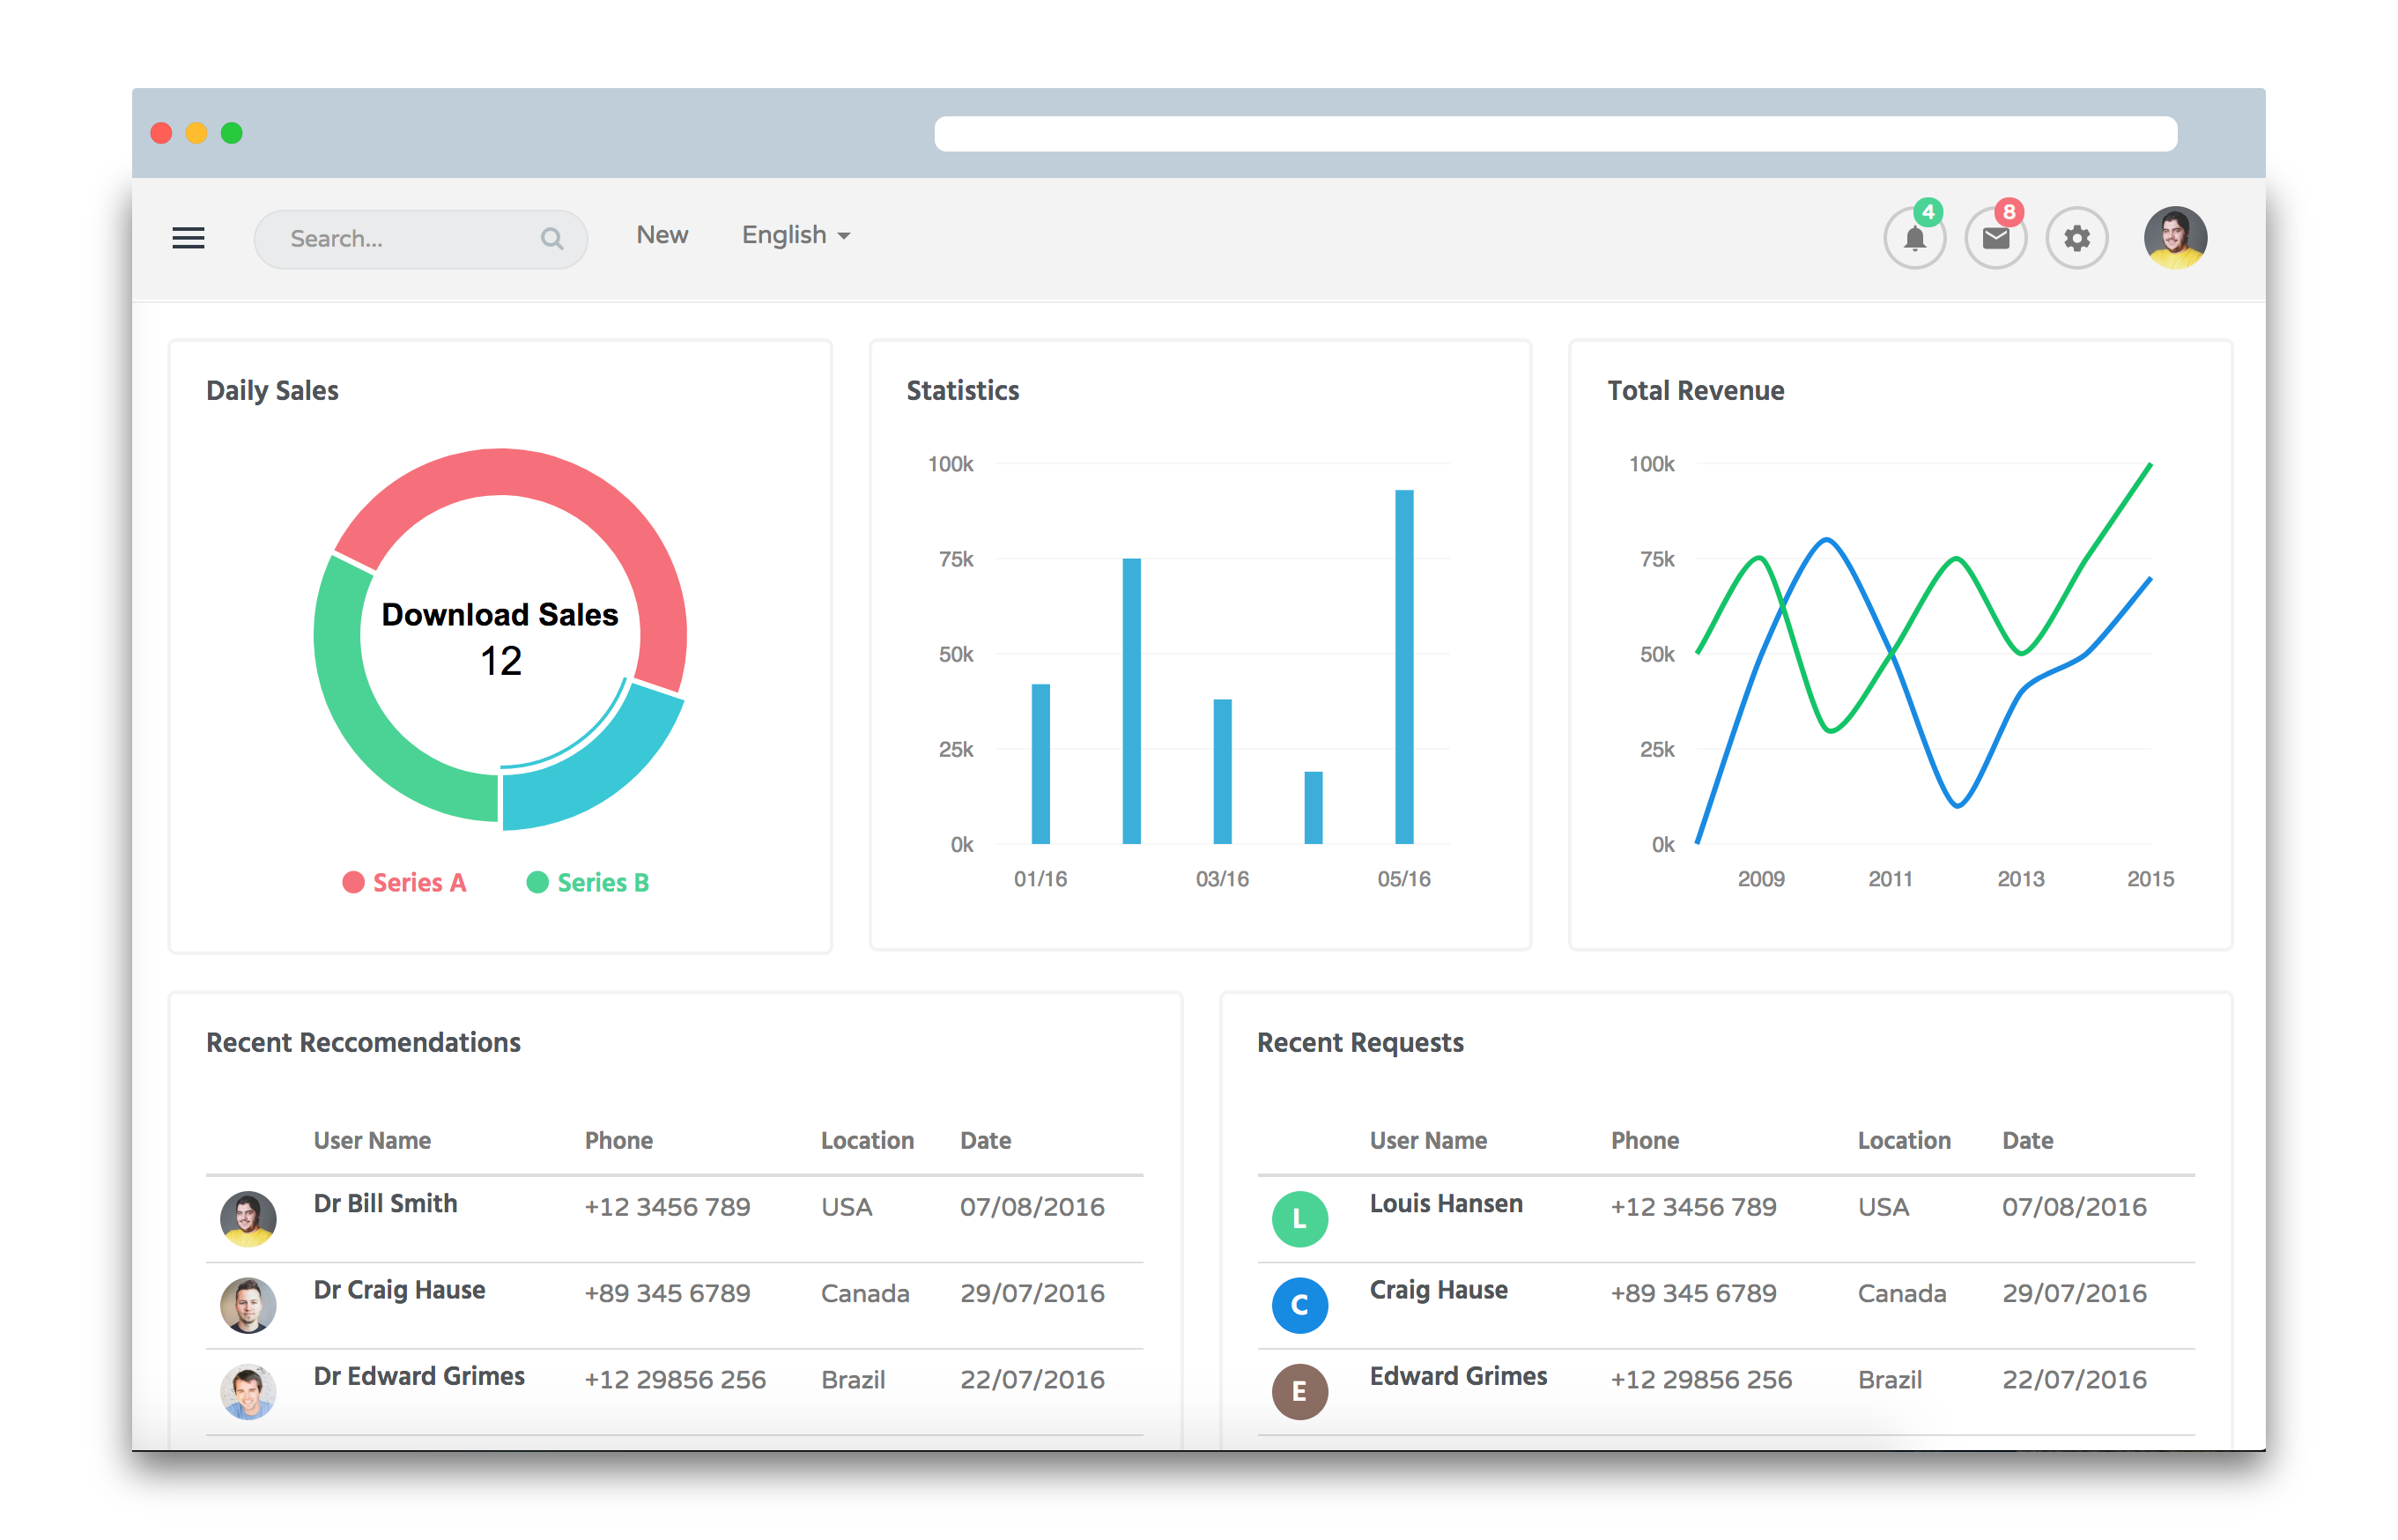 Search...
New
English
4
8
Daily Sales
Download Sales
12
Series A
Series B
Statistics
100k
75k
50k
25k
0k
01/16
03/16
05/16
Total Revenue
100k
75k
50k
25k
0k
2009
2011
2013
2015
Recent Reccomendations
User Name Phone Location Date
Dr Bill Smith +12 3456 789 USA 07/08/2016
Dr Craig Hause +89 345 6789 Canada 29/07/2016
Dr Edward Grimes +12 29856 256 Brazil 22/07/2016
Recent Requests
User Name Phone Location Date
L Louis Hansen +12 3456 789 USA 07/08/2016
C Craig Hause +89 345 6789 Canada 29/07/2016
E Edward Grimes +12 29856 256 Brazil 22/07/2016